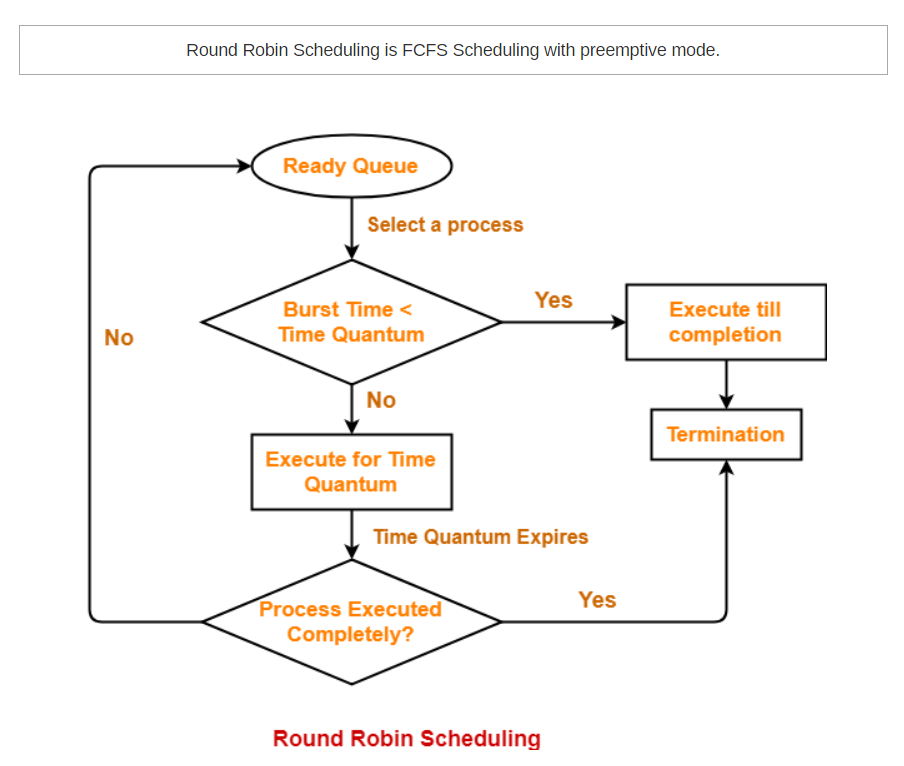 Round Robin Scheduling is FCFS Scheduling with preemptive mode.
Ready Queue
Select a process
Burst Time <
Time Quantum
Yes
Execute till
completion
No
No
Termination
Execute for Time
Quantum
Time Quantum Expires
Process Executed
Completely?
Yes
Round Robin Scheduling